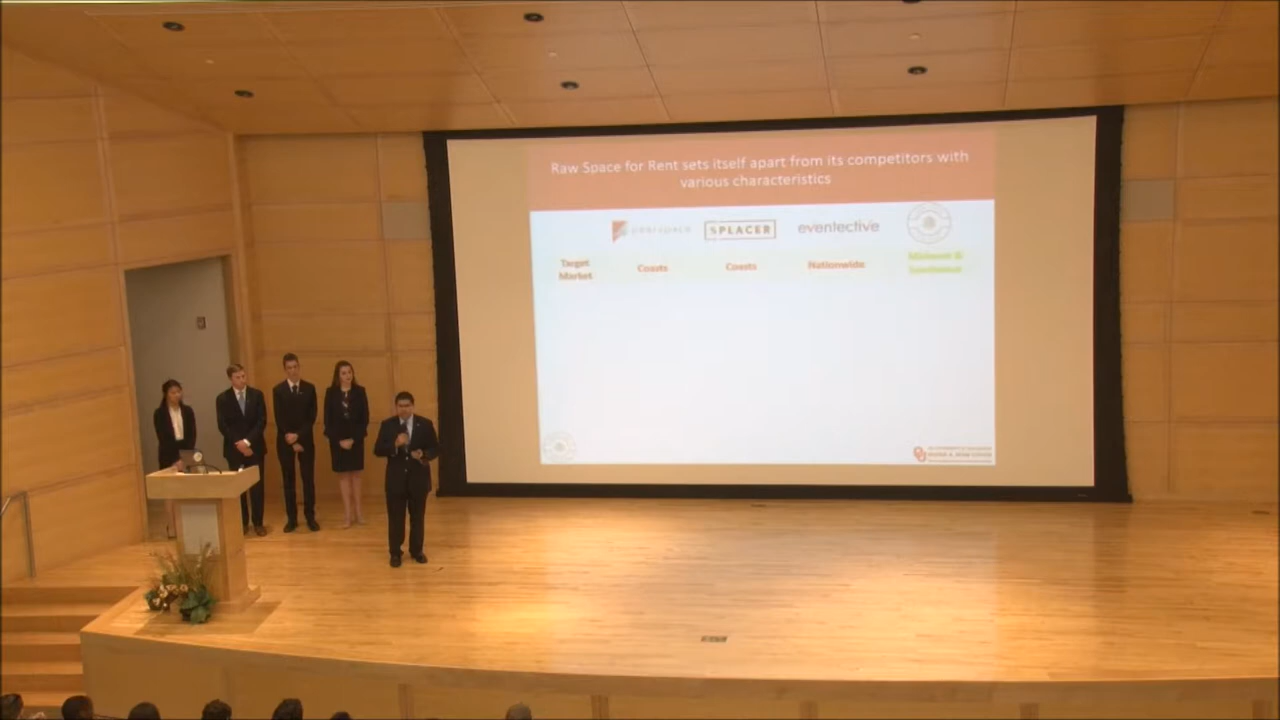 Raw Space for Rent sets itself apart from its competitors with
various characteristics
SPLACER
eventective
Target
Market
Coasts
Coasts
Nationwide
Midwest &